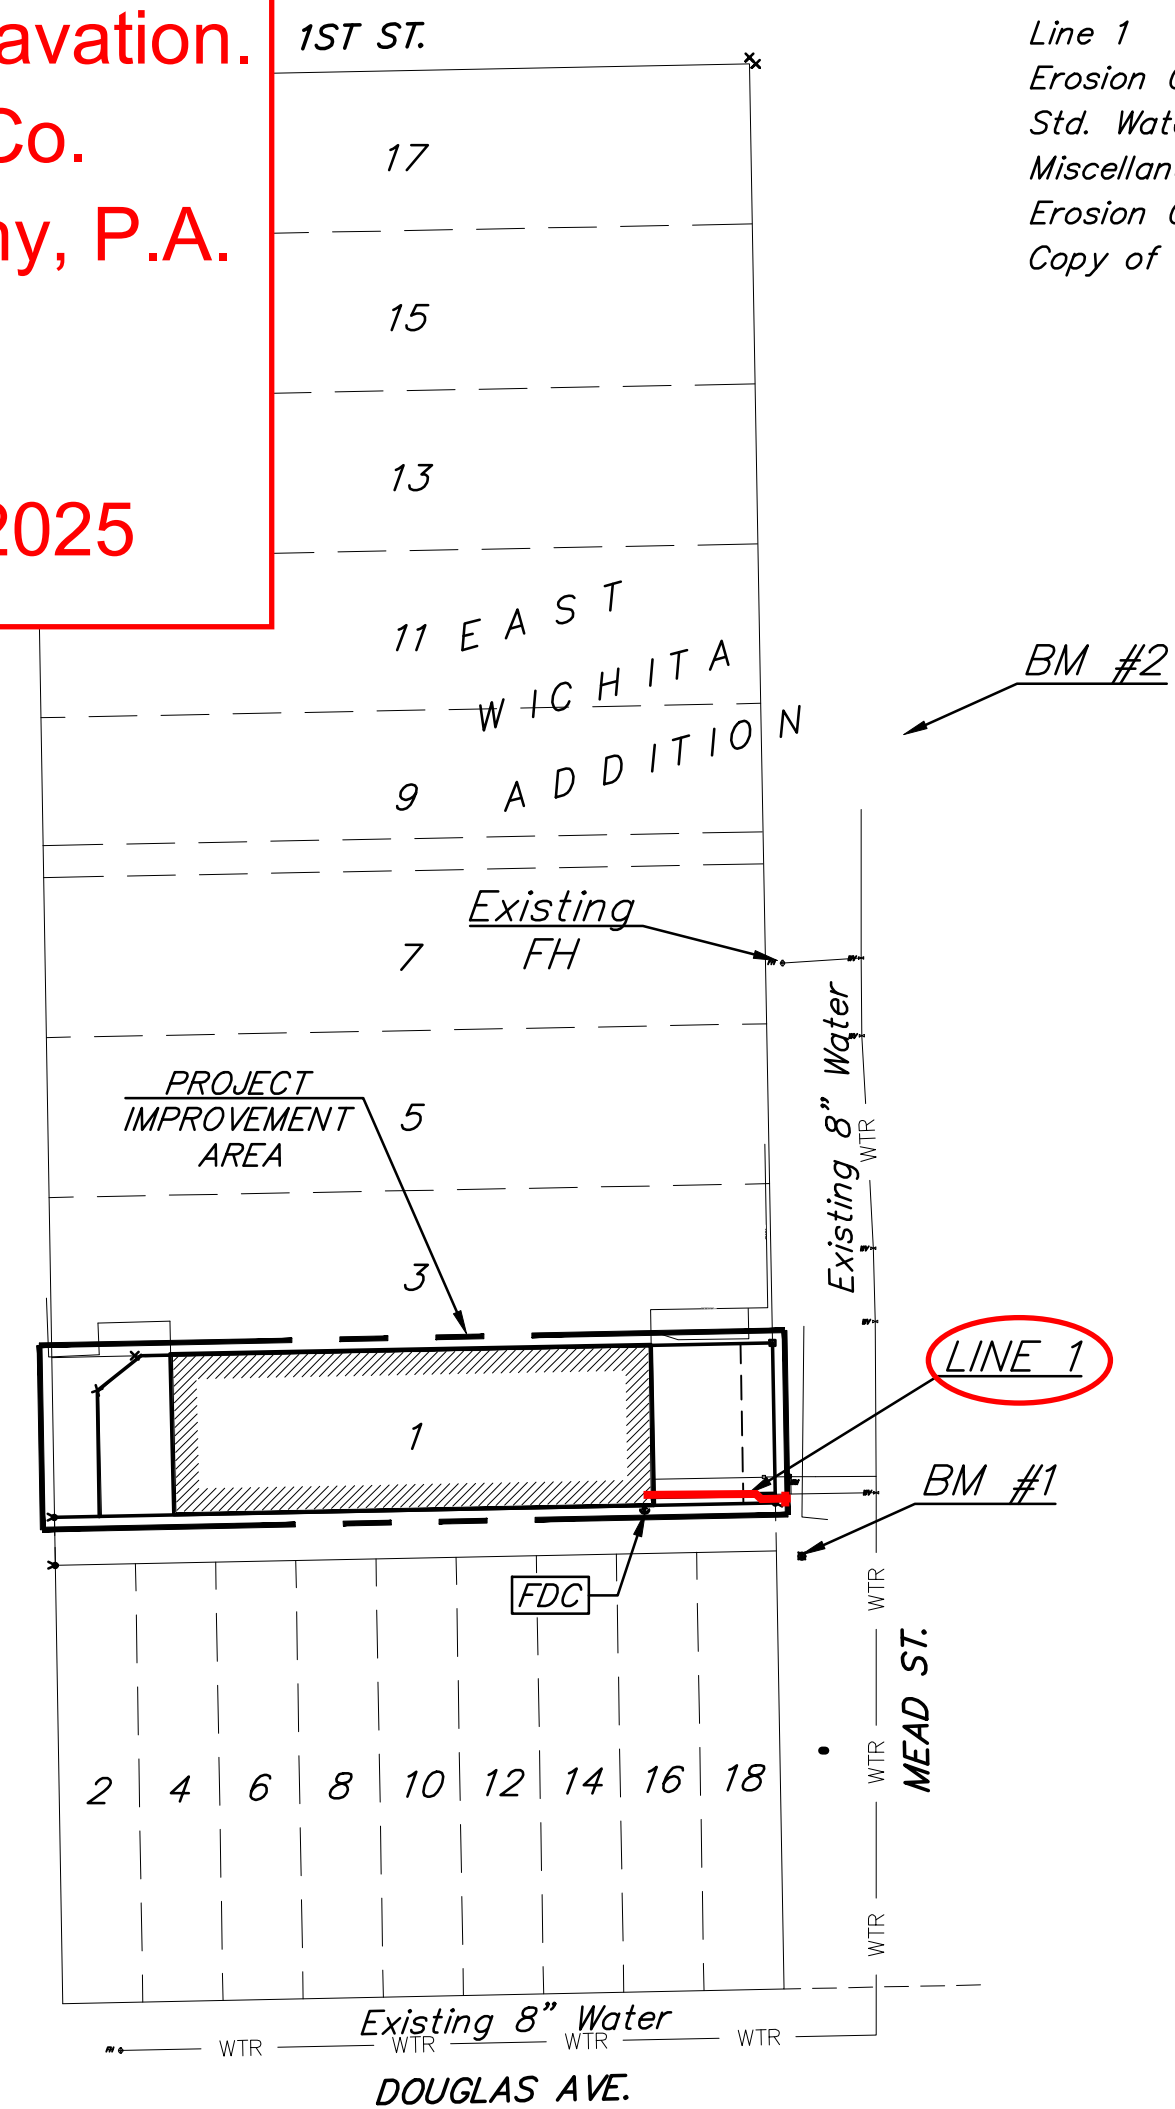 avation.
Co.
ny, P.A.
2025
1ST ST.
Line 1
Erosion
Std. Wat
Miscellan
Erosion
Copy of
17
15
13
11
EAST
WICHITA
ADDITION
9
BM #2
Existing
FH
7
Existing 8" Water
WTR
PROJECT
IMPROVEMENT
AREA
5
3
LINE 1
1
BM #1
FDC
WTR
MEAD ST.
WTR
WTR
2 4 6 8 10 12 14 16 18
Existing 8" Water
FH
WTR WTR WTR WTR
DOUGLAS AVE.